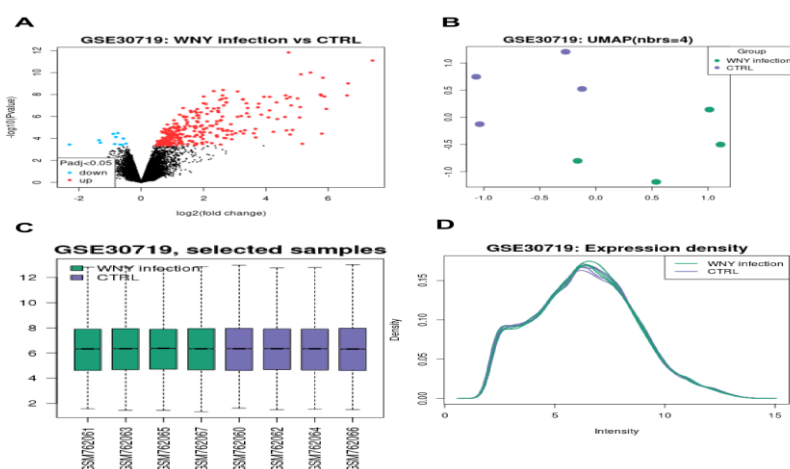 A
GSE30719: WNY infection vs CTRL
-log10(Pvalue)
12
10
8
6
4
2
0
Padj<0.05
down
up
-2
0
2
4
6
log2(fold change)
B
GSE30719: UMAP(nbrs=4)
Group
WNY infection
CTRL
1.0
0.5
0.0
-0.5
-1.0
-1.0
-0.5
0.0
0.5
1.0
C
GSE30719, selected samples
WNY infection
CTRL
12
10
8
6
4
2
GSM762061
GSM762063
GSM762065
GSM762067
GSM762060
GSM762062
GSM762064
GSM762066
D
GSE30719: Expression density
WNY infection
CTRL
Density
0.15
0.10
0.05
0.00
5
10
15
Intensity